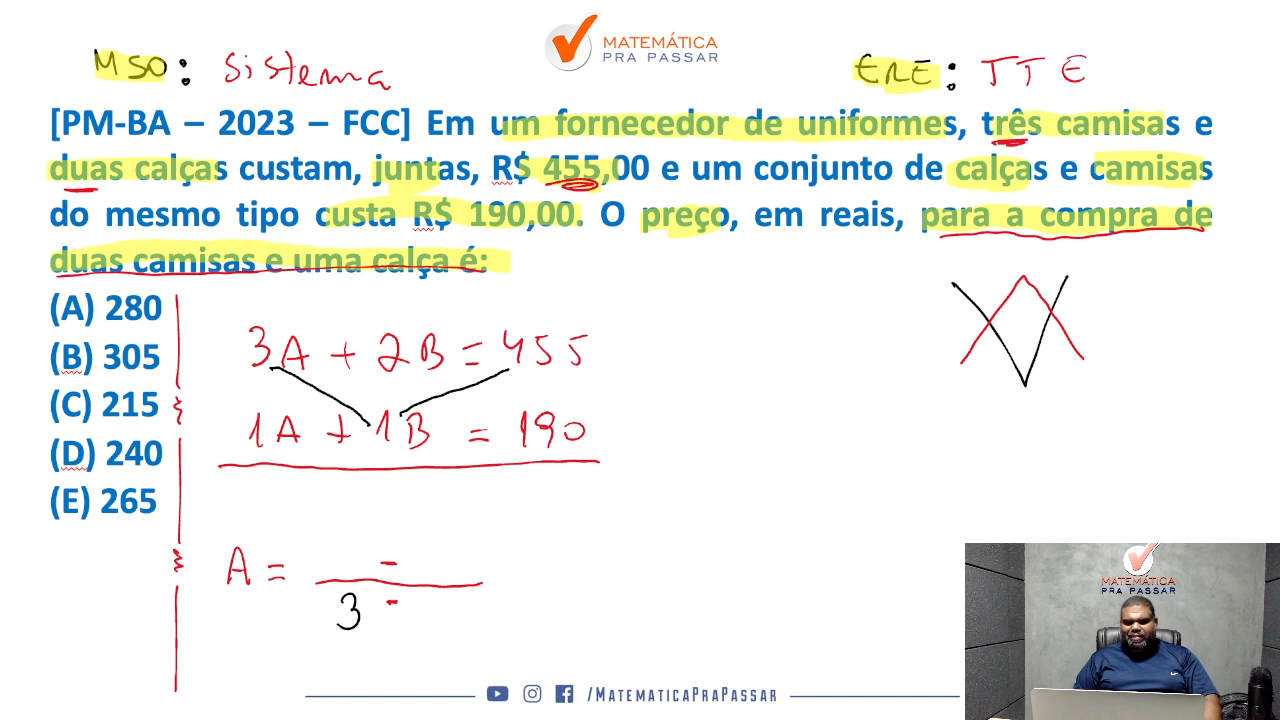 MATEMÁTICA
PRA PASSAR
MSO: Sistema
ERE: TTE
[PM-BA – 2023 – FCC] Em um fornecedor de uniformes, três camisas e
duas calças custam, juntas, R$ 455,00 e um conjunto de calças e camisas
do mesmo tipo custa R$ 190,00. O preço, em reais, para a compra de
duas camisas e uma calça é:
(A) 280
(B) 305
(C) 215
(D) 240
(E) 265
3A + 2B = 455
1A + 1B = 190
A = -
3 -
MATEMÁTICA
PRA PASSAR
/MATEMATICAPRAPASSAR